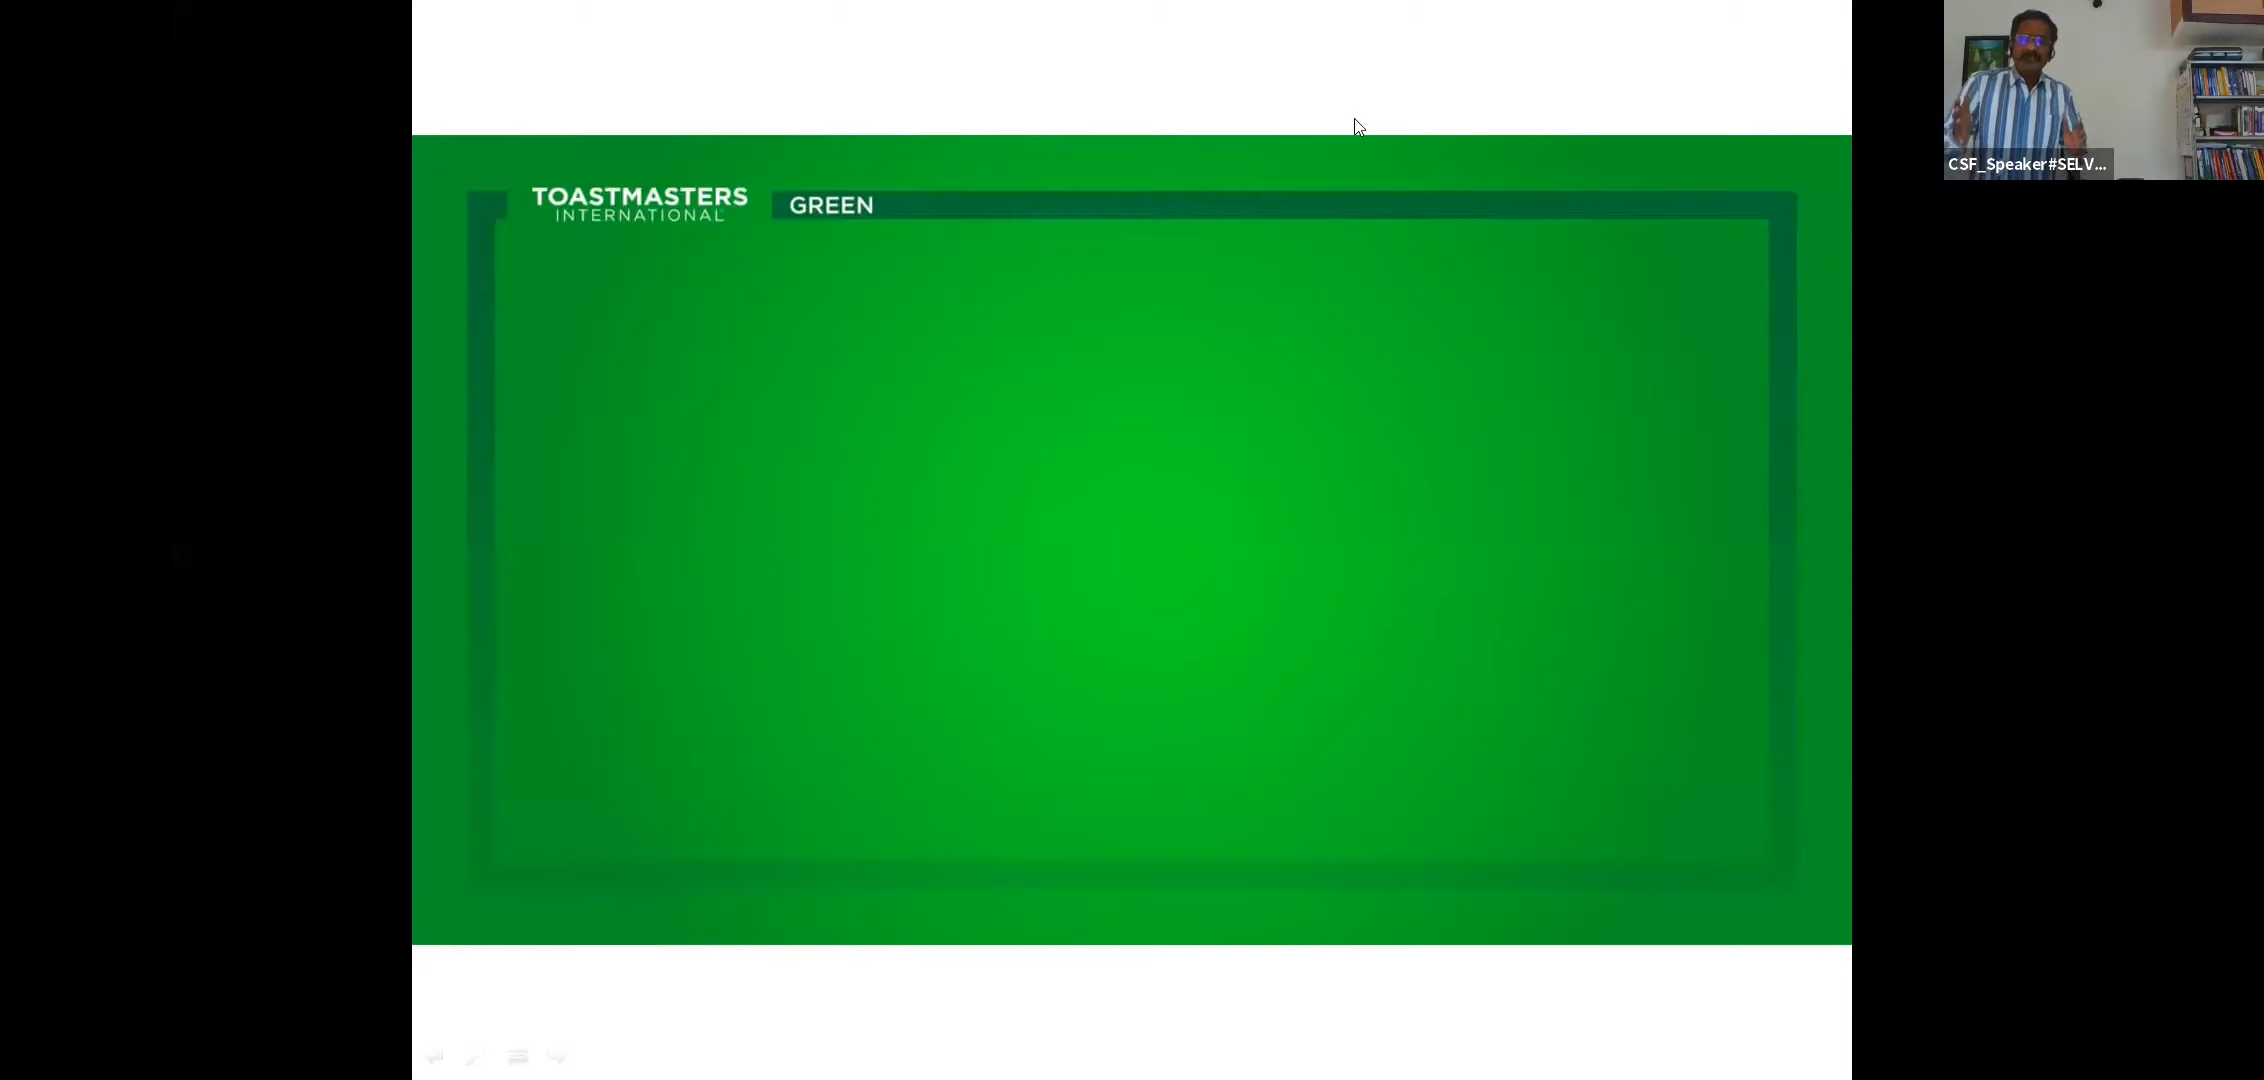 TOASTMASTERS
INTERNATIONAL
GREEN
CSF_Speaker#SELV...